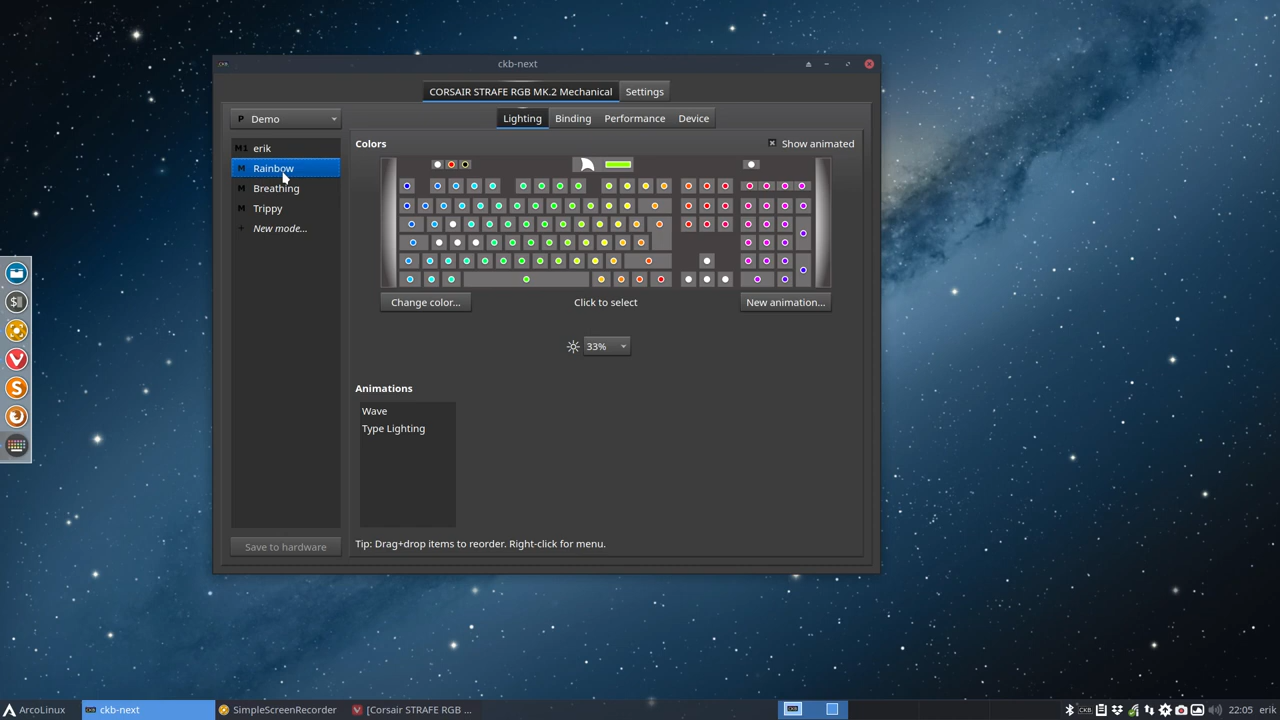 ckb-next
CORSAIR STRAFE RGB MK.2 Mechanical
Settings
P Demo
Lighting
Binding
Performance
Device
M1 erik
M Rainbow
M Breathing
M Trippy
+ New mode...
Colors
Show animated
Change color...
Click to select
New animation...
33%
Animations
Wave
Type Lighting
Save to hardware
Tip: Drag+drop items to reorder. Right-click for menu.
ArcoLinux
ckb-next
SimpleScreenRecorder
[Corsair STRAFE RGB ...
CKB
22:05
erik